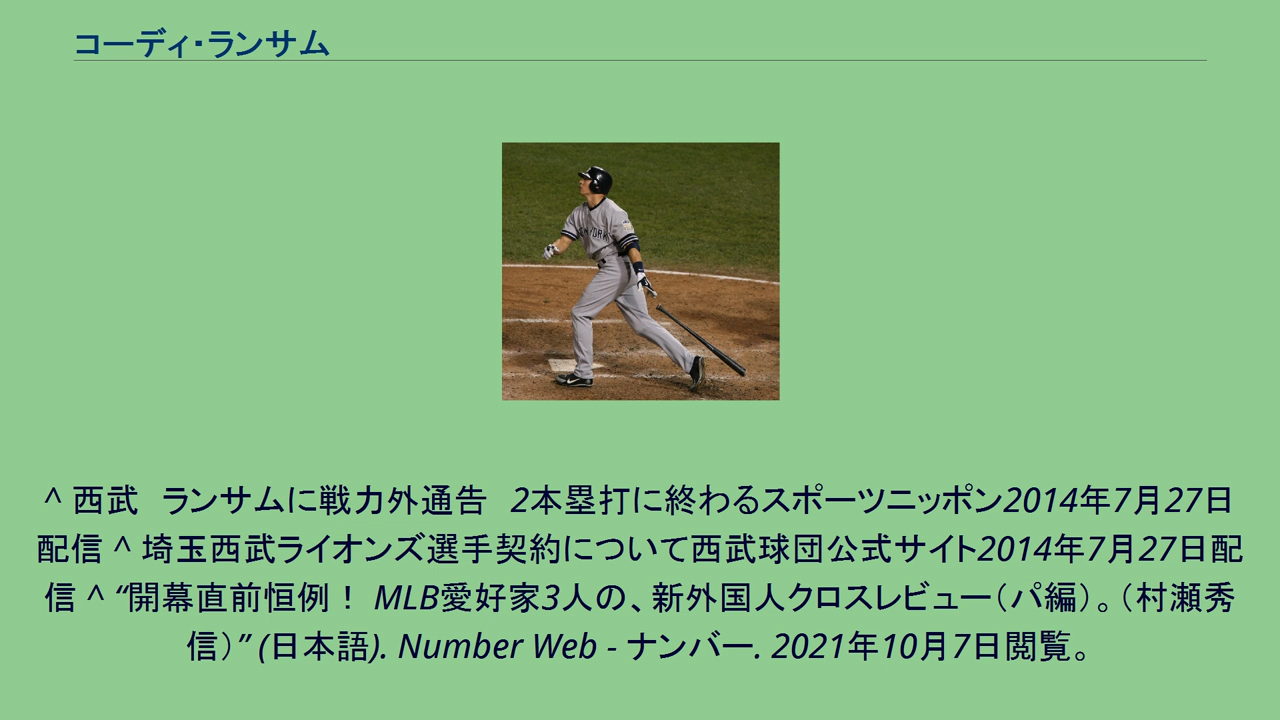 コーディ・ランサム
NEW YORK
^ 西武　ランサムに戦力外通告　2本塁打に終わるスポーツニッポン2014年7月27日
配信 ^ 埼玉西武ライオンズ選手契約について西武球団公式サイト2014年7月27日配
信 ^ “開幕直前恒例！ MLB愛好家3人の、新外国人クロスレビュー（パ編）。（村瀬秀
信）” (日本語). Number Web - ナンバー. 2021年10月7日閲覧。